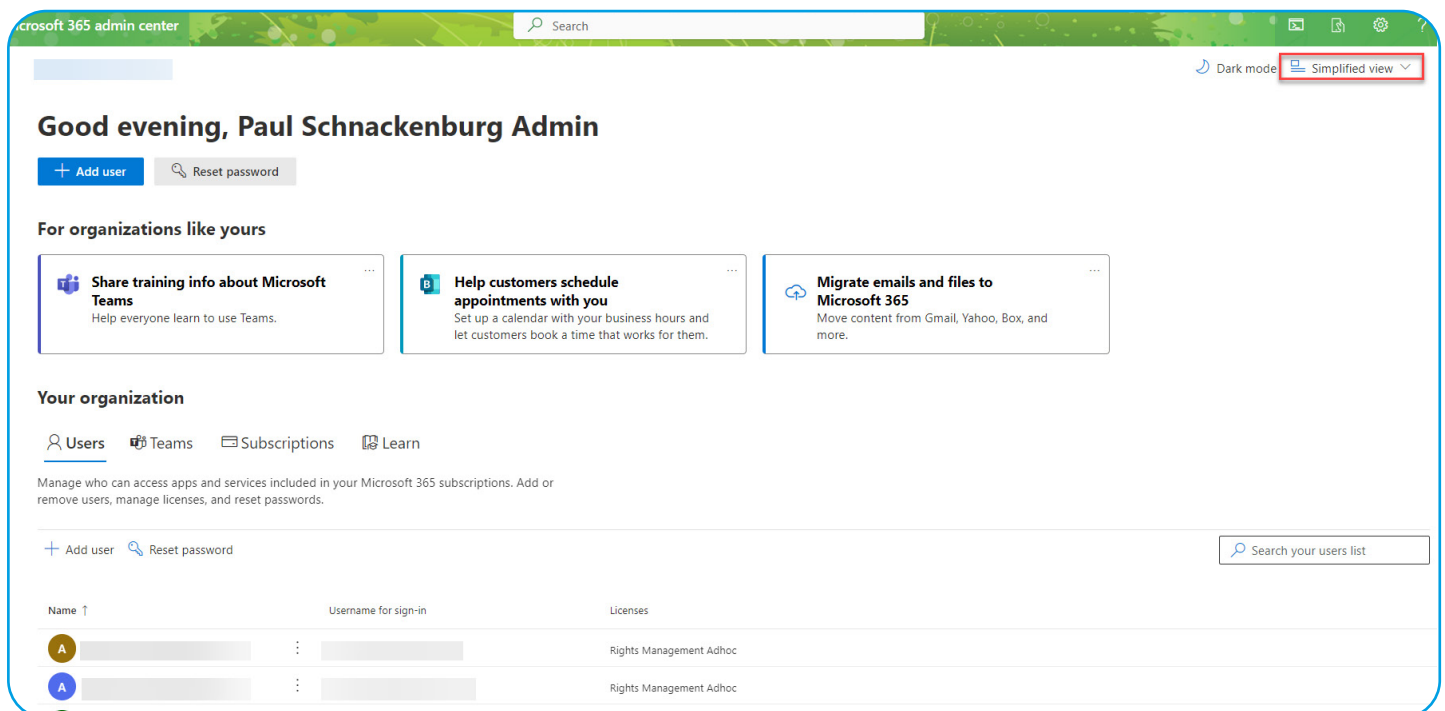 crosoft 365 admin center
Search
Dark mode
Simplified view
Good evening, Paul Schnackenburg Admin
Add user
Reset password
For organizations like yours
Share training info about Microsoft
Teams
Help everyone learn to use Teams.
Help customers schedule
appointments with you
Set up a calendar with your business hours and
let customers book a time that works for them.
Migrate emails and files to
Microsoft 365
Move content from Gmail, Yahoo, Box, and
more.
Your organization
Users
Teams
Subscriptions
Learn
Manage who can access apps and services included in your Microsoft 365 subscriptions. Add or
remove users, manage licenses, and reset passwords.
Add user
Reset password
Search your users list
Name ↑
Username for sign-in
Licenses
A
Rights Management Adhoc
A
Rights Management Adhoc